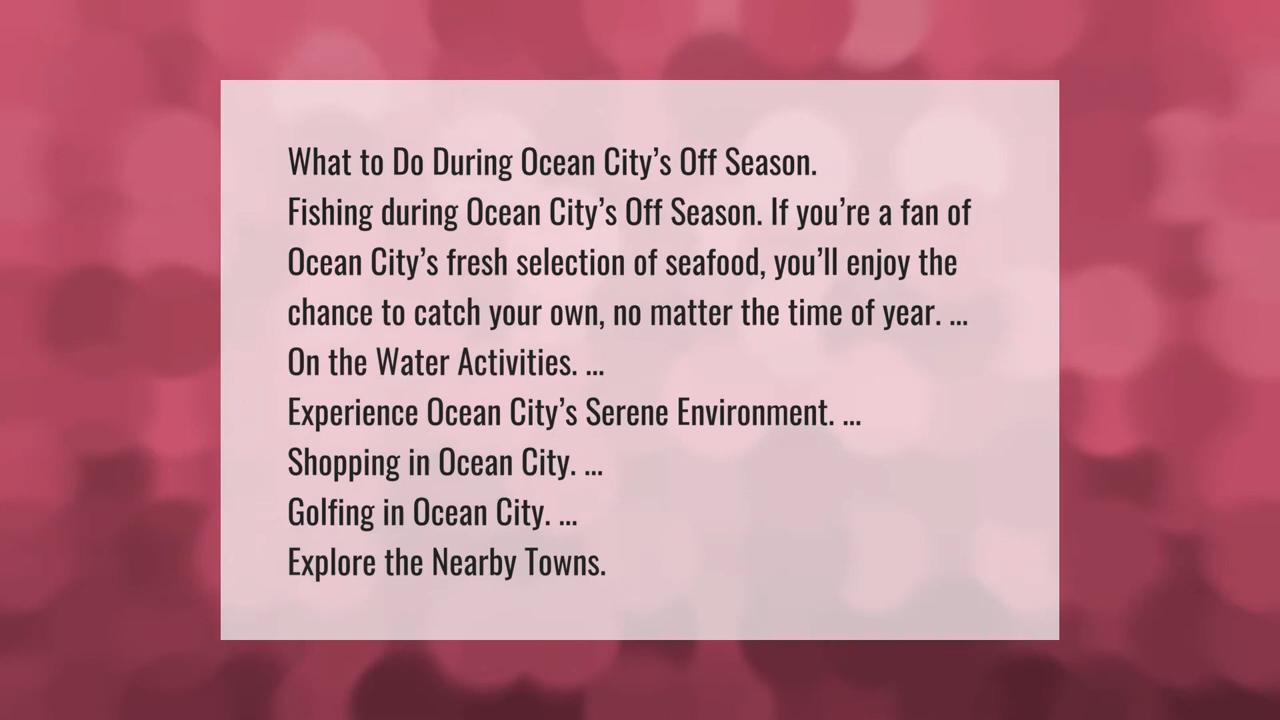 What to Do During Ocean City’s Off Season.
Fishing during Ocean City’s Off Season. If you’re a fan of
Ocean City’s fresh selection of seafood, you’ll enjoy the
chance to catch your own, no matter the time of year. ...
On the Water Activities. ...
Experience Ocean City’s Serene Environment. ...
Shopping in Ocean City. ...
Golfing in Ocean City. ...
Explore the Nearby Towns.